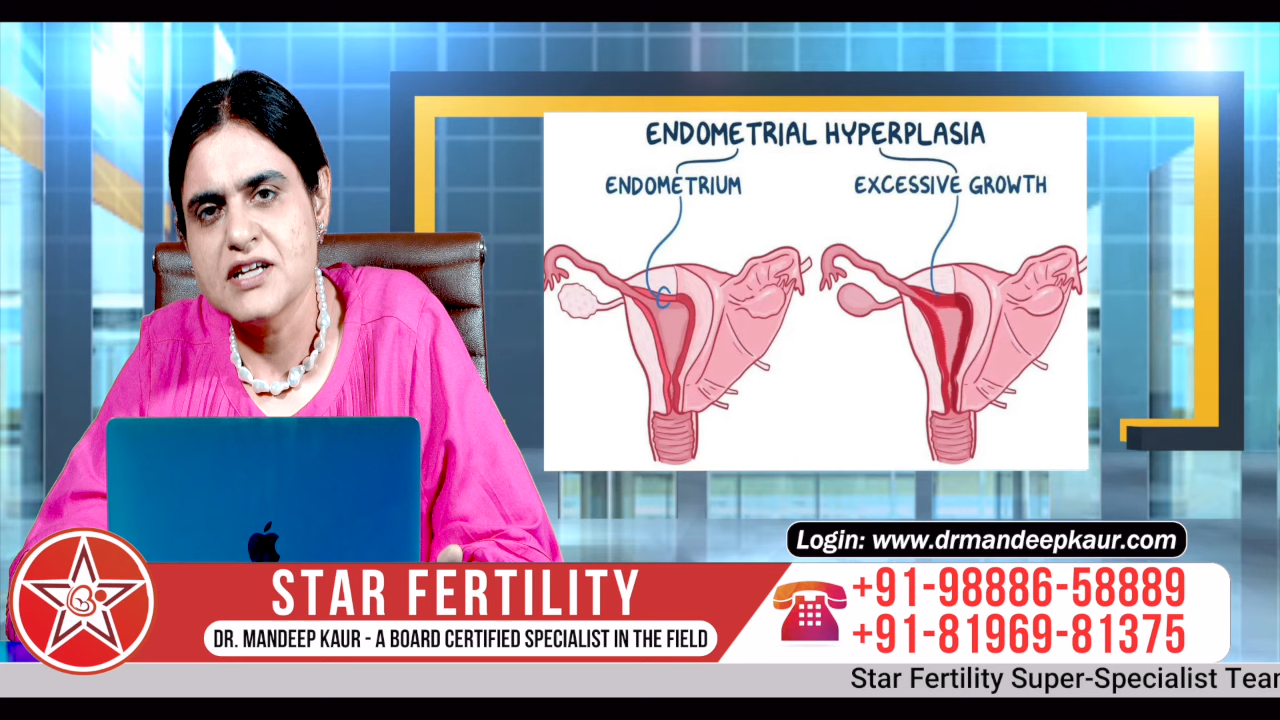 ENDOMETRIAL HYPERPLASIA
ENDOMETRIUM
EXCESSIVE GROWTH
Login: www.drmandeepkaur.com
STAR FERTILITY
DR. MANDEEP KAUR - A BOARD CERTIFIED SPECIALIST IN THE FIELD
+91-98886-58889
+91-81969-81375
Star Fertility Super-Specialist